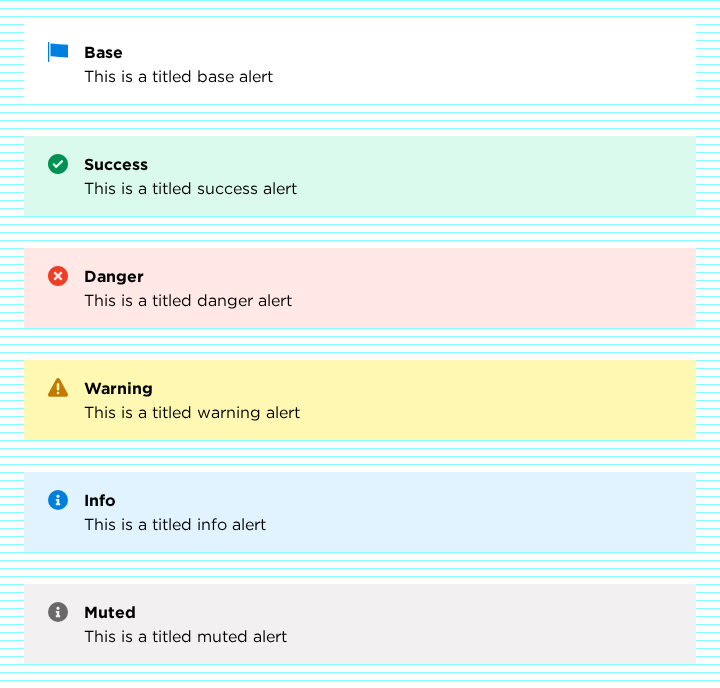 Base
This is a titled base alert
Success
This is a titled success alert
Danger
This is a titled danger alert
Warning
This is a titled warning alert
Info
This is a titled info alert
Muted
This is a titled muted alert